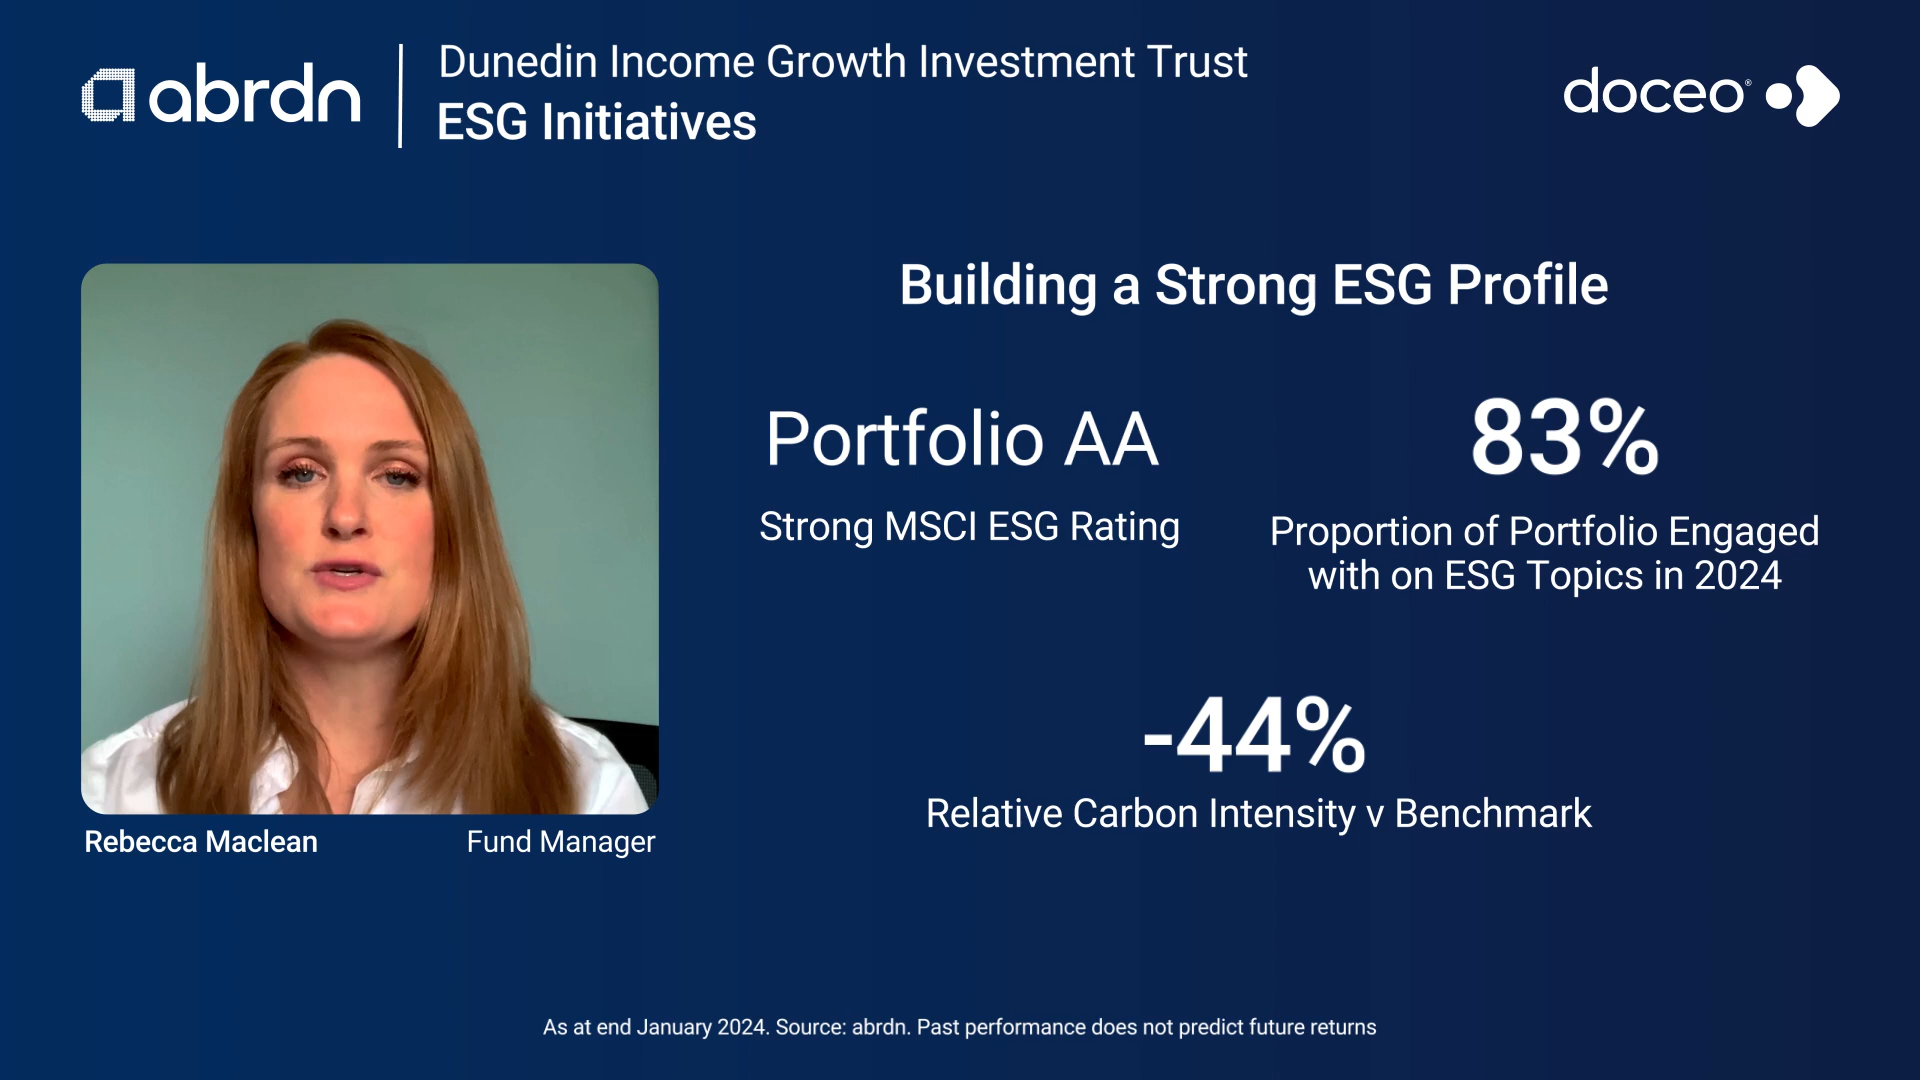 abrdn
Dunedin Income Growth Investment Trust
ESG Initiatives
doceo®
Building a Strong ESG Profile
Portfolio AA
Strong MSCI ESG Rating
83%
Proportion of Portfolio Engaged
with on ESG Topics in 2024
-44%
Relative Carbon Intensity v Benchmark
Rebecca Maclean
Fund Manager
As at end January 2024. Source: abrdn. Past performance does not predict future returns